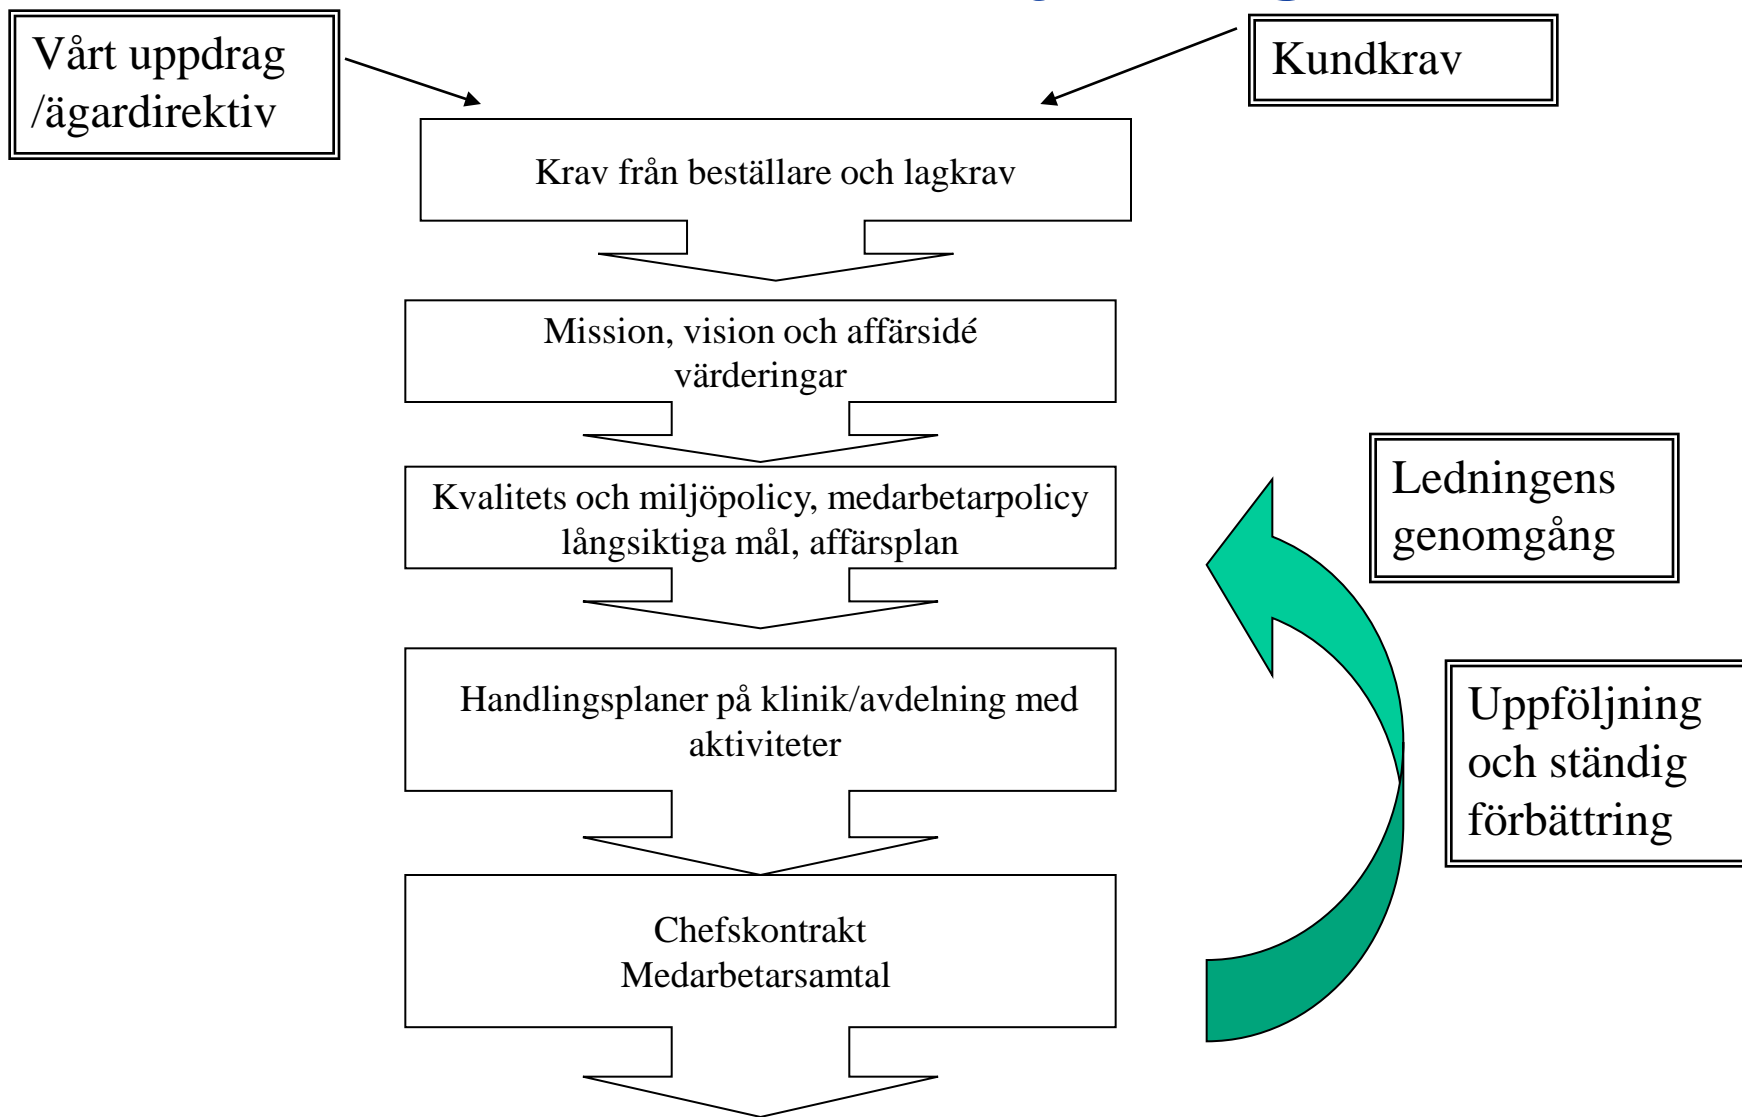 Vårt uppdrag
/ägardirektiv
Kundkrav
Krav från beställare och lagkrav
Mission, vision och affärsidé
värderingar
Kvalitets och miljöpolicy, medarbetarpolicy
långsiktiga mål, affärsplan
Ledningens
genomgång
Handlingsplaner på klinik/avdelning med
aktiviteter
Uppföljning
och ständig
förbättring
Chefskontrakt
Medarbetarsamtal